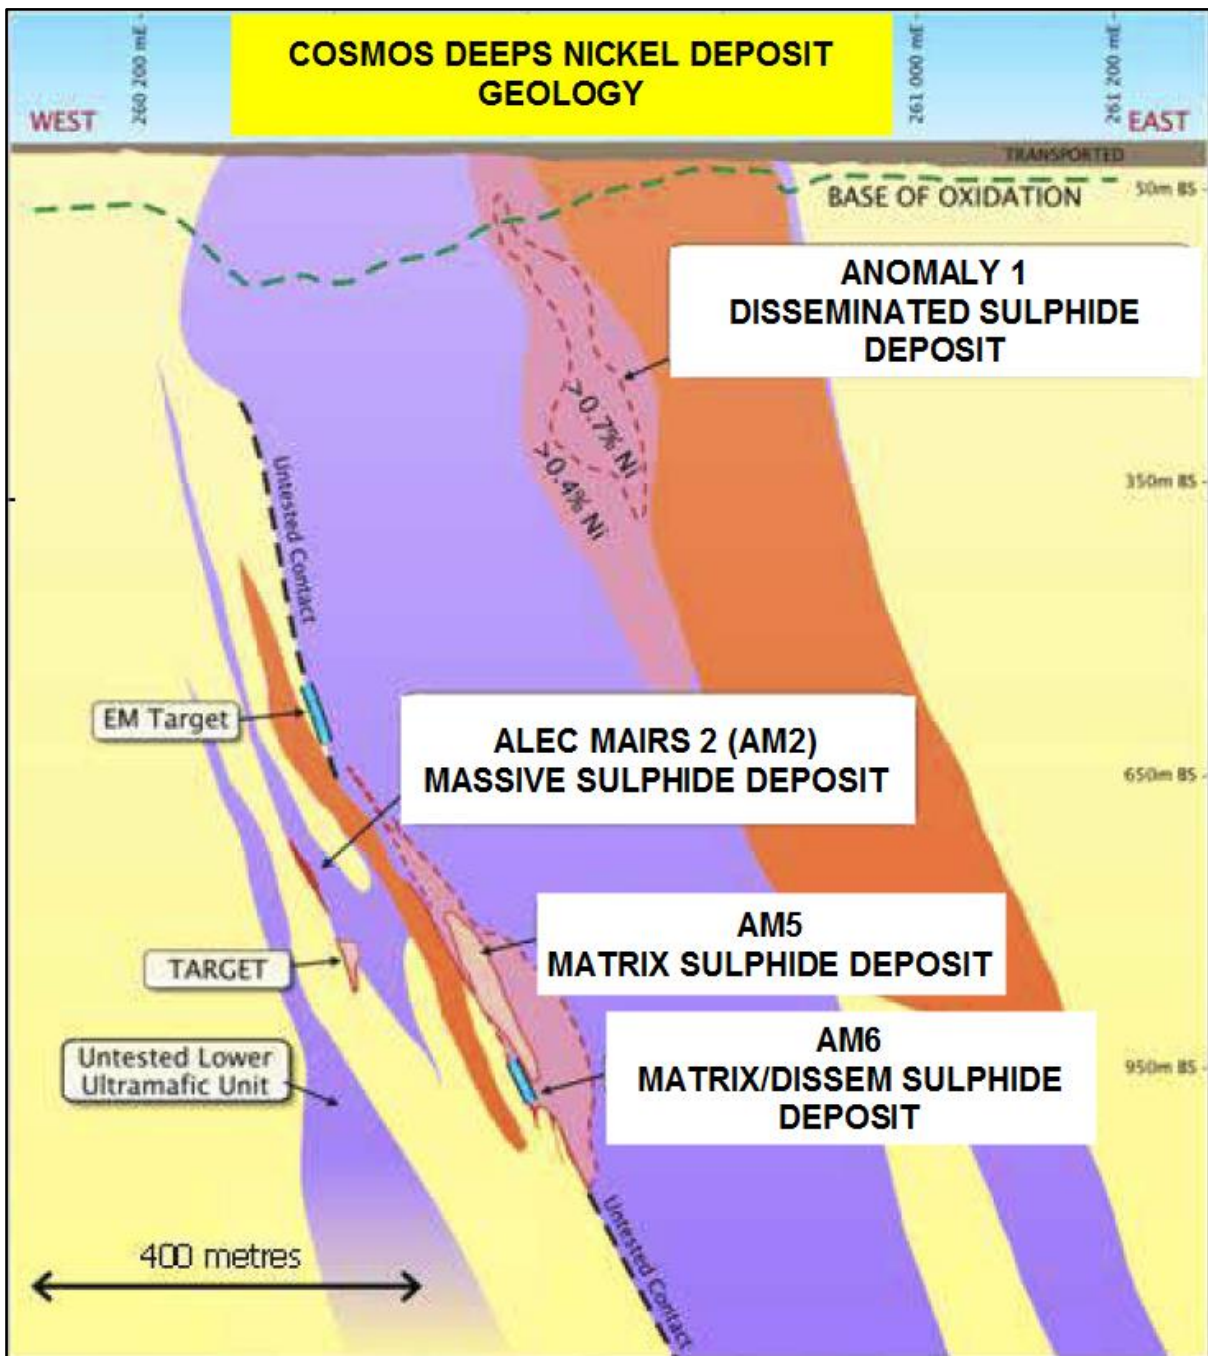 COSMOS DEEPS NICKEL DEPOSIT
GEOLOGY
WEST
260 200 mE
261 000 mE
261 200 mE
EAST
TRANSPORTED
BASE OF OXIDATION
50m BS
ANOMALY 1
DISSEMINATED SULPHIDE
DEPOSIT
>0.7% Ni
>0.4% Ni
350m BS
Untested Contact
EM Target
ALEC MAIRS 2 (AM2)
MASSIVE SULPHIDE DEPOSIT
650m BS
AM5
MATRIX SULPHIDE DEPOSIT
TARGET
AM6
MATRIX/DISSEM SULPHIDE
DEPOSIT
Untested Lower
Ultramafic Unit
950m BS
Untested Contact
400 metres